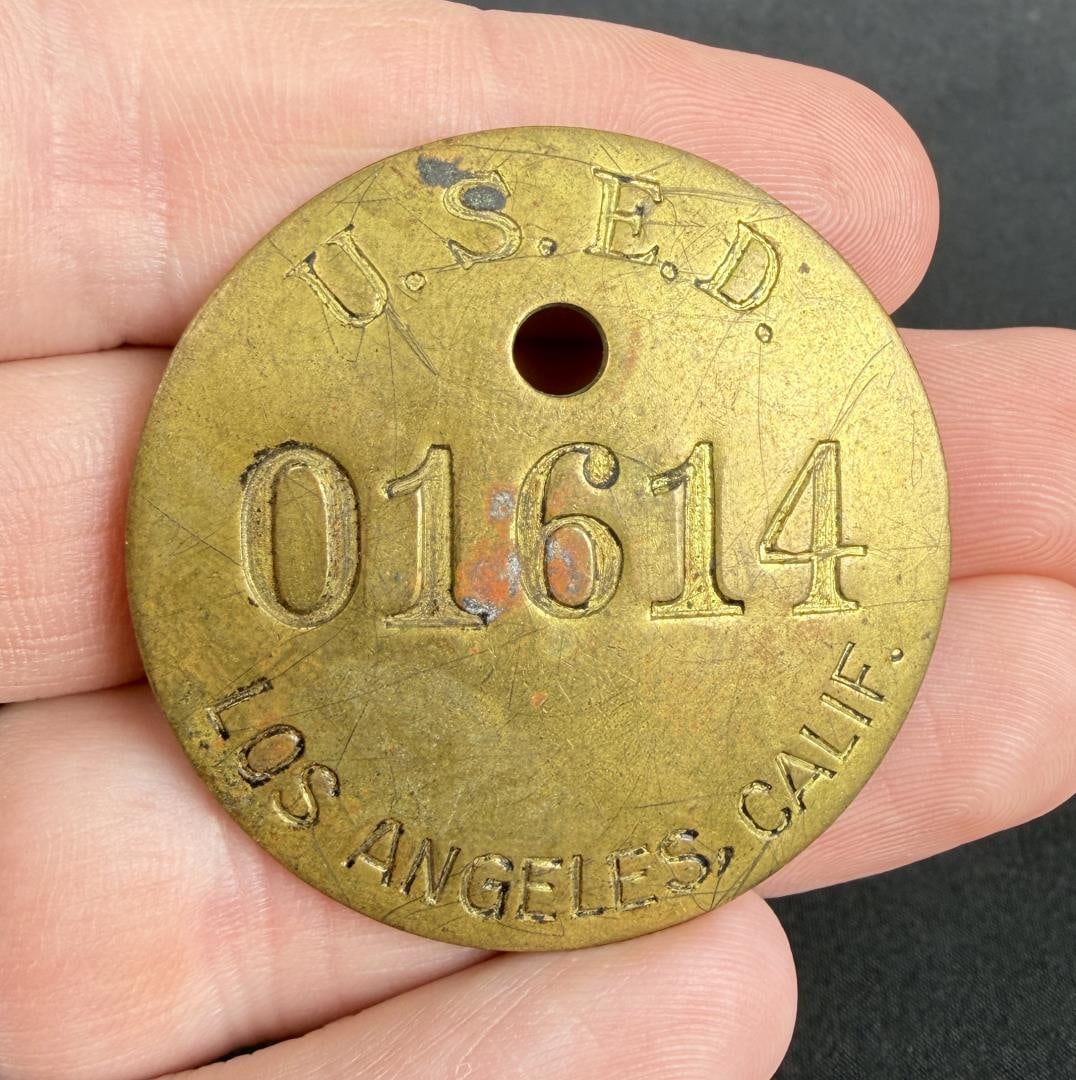 U.S.E.D.
01614
LOS ANGELES, CALIF.